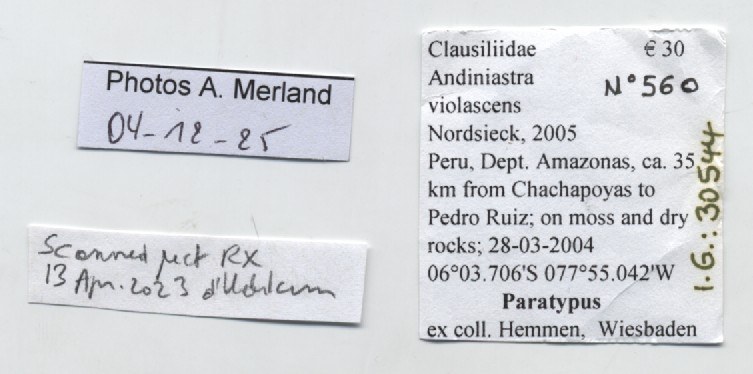 Photos A. Merland
04-12-25
Scanned µct RX
13 Apr. 2023
Clausiliidae € 30
Andiniastra N° 560
violascens
Nordsieck, 2005
Peru, Dept. Amazonas, ca. 35
km from Chachapoyas to
Pedro Ruiz; on moss and dry
rocks; 28-03-2004
06°03.706'S 077°55.042'W
Paratypus
ex coll. Hemmen, Wiesbaden
I.G.: 30544